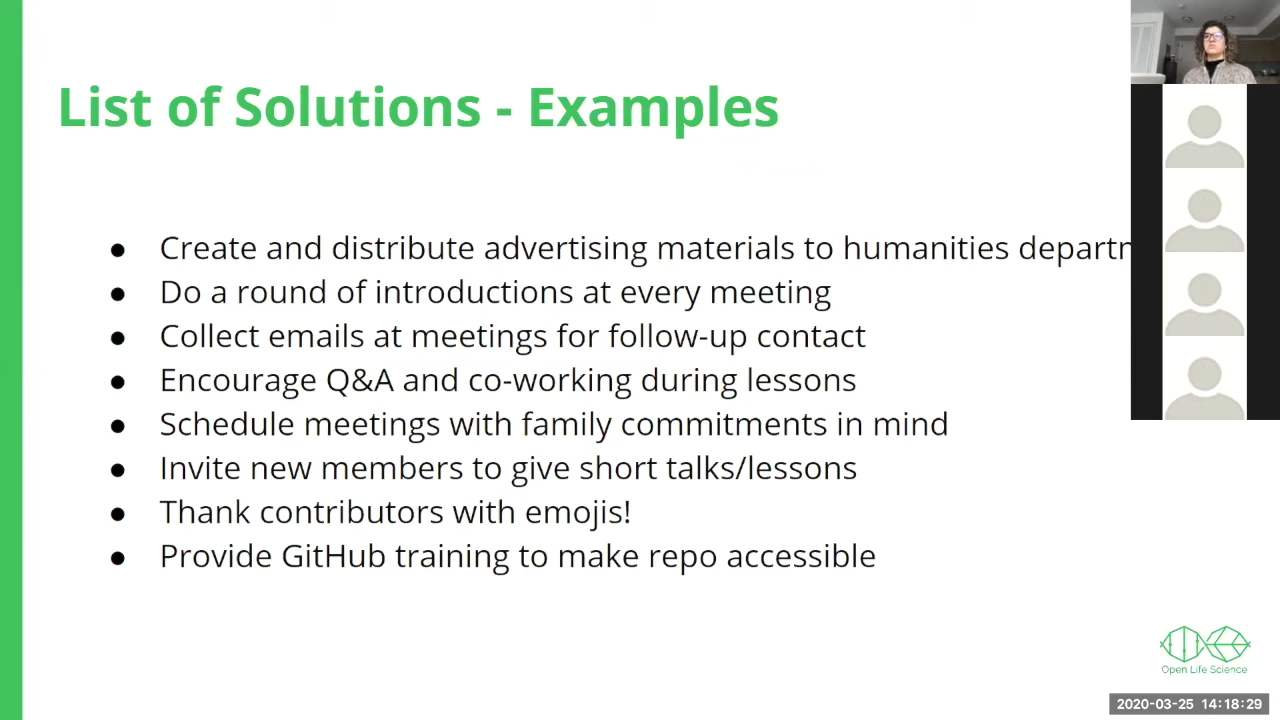 List of Solutions - Examples
● Create and distribute advertising materials to humanities
● Do a round of introductions at every meeting
● Collect emails at meetings for follow-up contact
● Encourage Q&A and co-working during lessons
● Schedule meetings with family commitments in mind
● Invite new members to give short talks/lessons
● Thank contributors with emojis!
● Provide GitHub training to make repo accessible
Open Life Science
2020-03-25 14:18:29